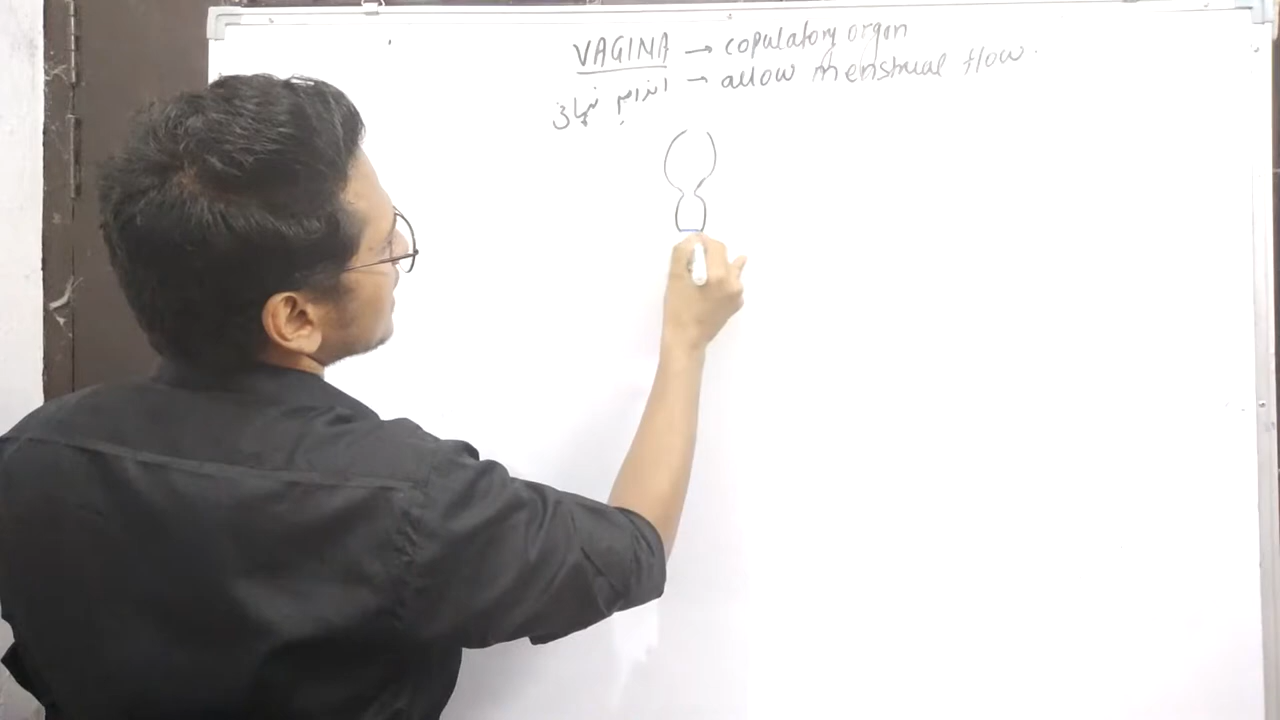 VAGINA → copulatory organ
اندام نہانی → allow menstrual flow.